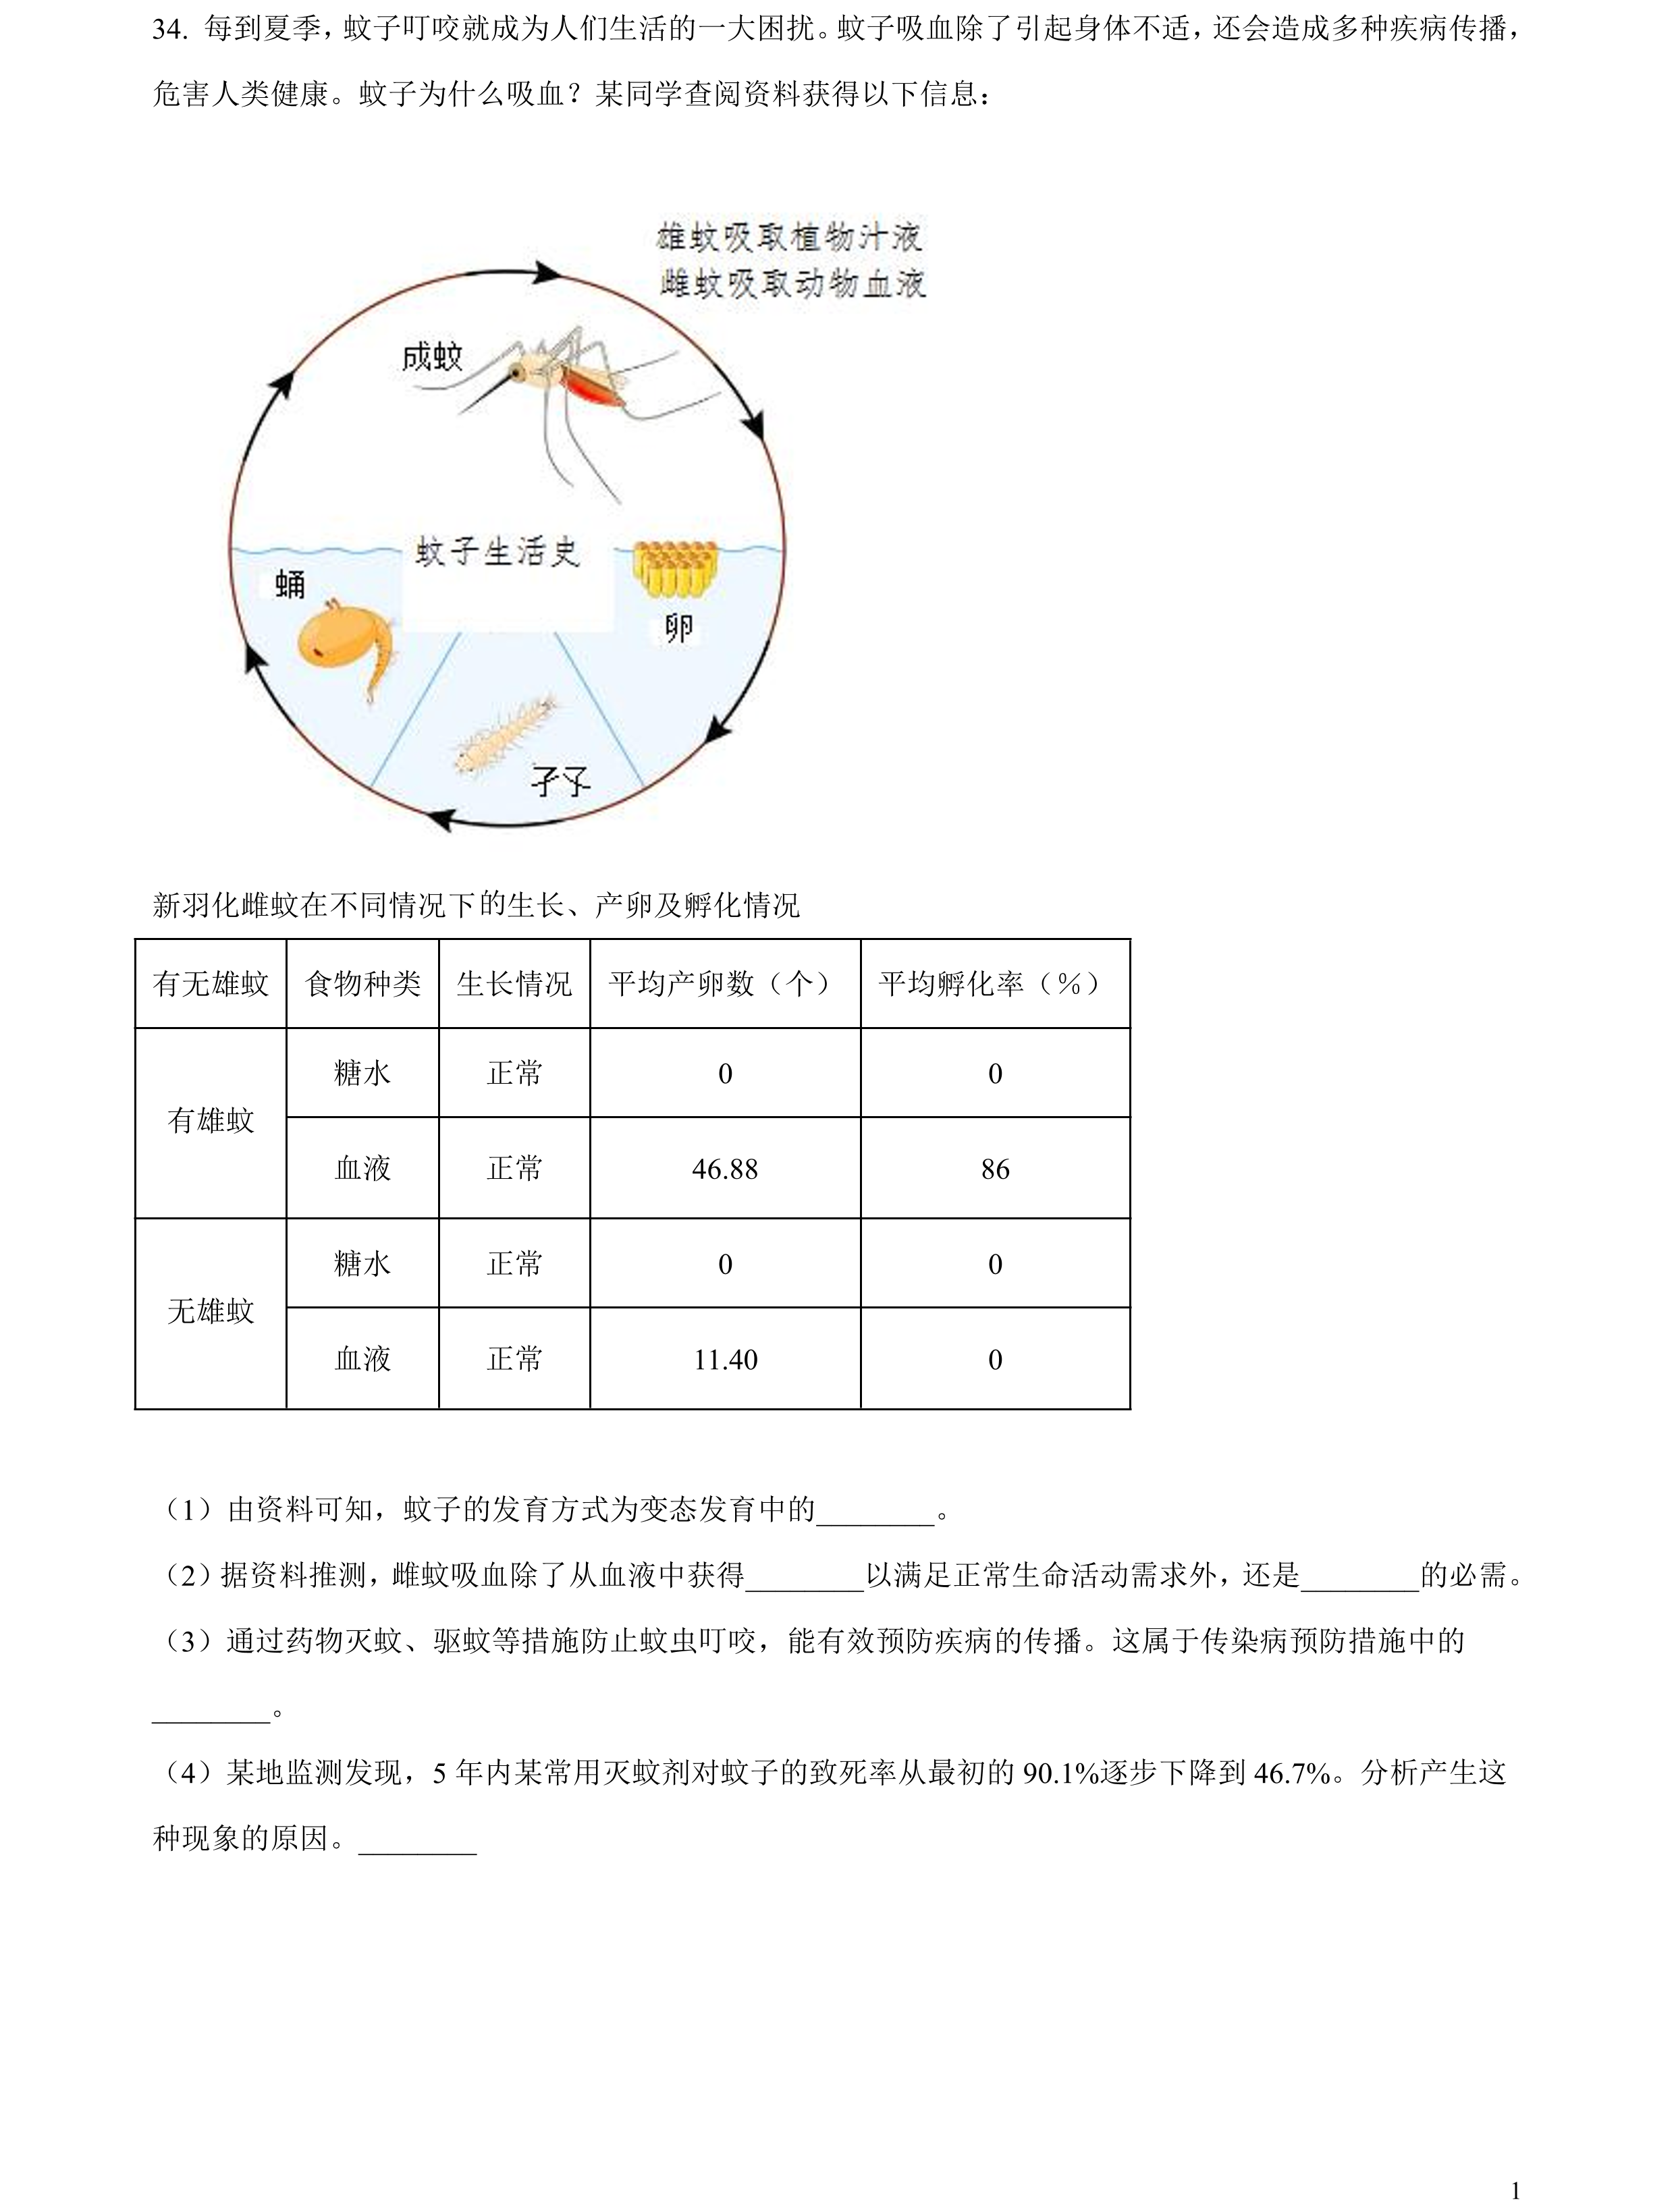 34. 每到夏季，蚊子叮咬就成为人们生活的一大困扰。蚊子吸血除了引起身体不适，还会造成多种疾病传播，
危害人类健康。蚊子为什么吸血？某同学查阅资料获得以下信息：
雄蚊吸取植物汁液
雌蚊吸取动物血液
成蚊
蚊子生活史
蛹
卵
孑孓
新羽化雌蚊在不同情况下的生长、产卵及孵化情况
有无雄蚊 食物种类 生长情况 平均产卵数（个） 平均孵化率（%）
有雄蚊 糖水 正常 0 0
血液 正常 46.88 86
无雄蚊 糖水 正常 0 0
血液 正常 11.40 0
（1）由资料可知，蚊子的发育方式为变态发育中的________。
（2）据资料推测，雌蚊吸血除了从血液中获得________以满足正常生命活动需求外，还是________的必需。
（3）通过药物灭蚊、驱蚊等措施防止蚊虫叮咬，能有效预防疾病的传播。这属于传染病预防措施中的
________。
（4）某地监测发现，5 年内某常用灭蚊剂对蚊子的致死率从最初的 90.1%逐步下降到 46.7%。分析产生这
种现象的原因。________
1